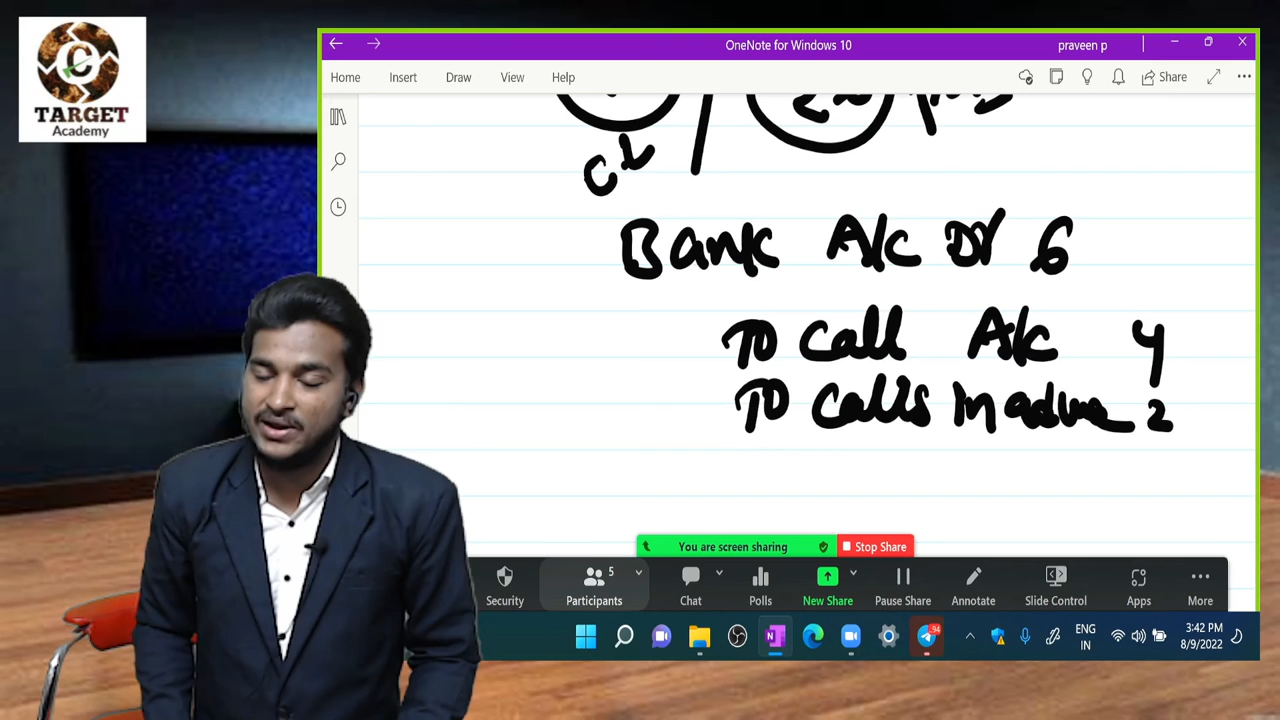 TARGET
Academy
OneNote for Windows 10
praveen p
Home Insert Draw View Help
Share
Bank A/c Dr 6
To Call A/c 4
To Calls in 2
You are screen sharing
Stop Share
5
Security Participants Chat Polls New Share Pause Share Annotate Slide Control Apps More
94
ENG
IN
3:42 PM
8/9/2022